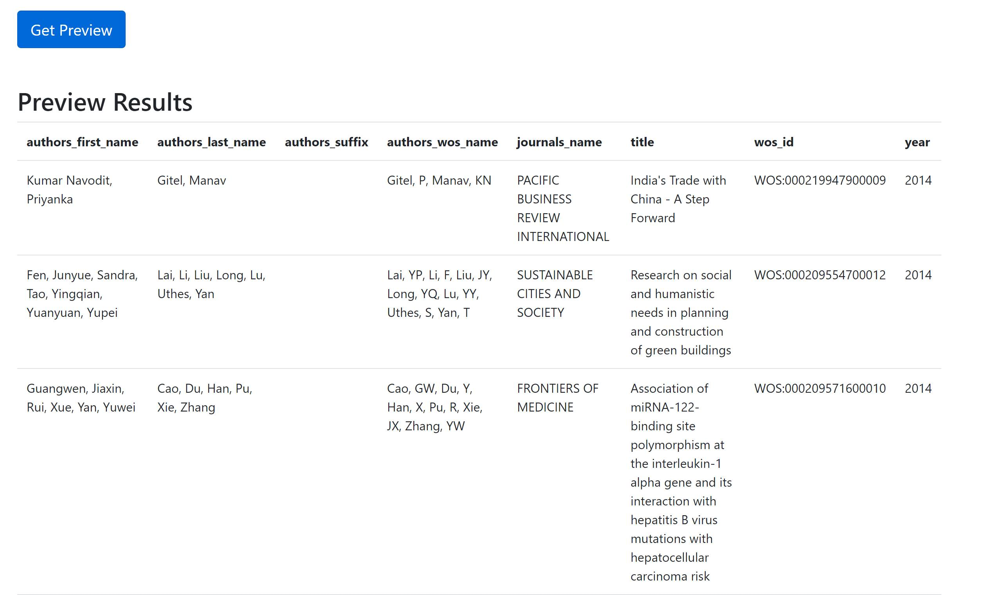 Get Preview
Preview Results
authors_first_name authors_last_name authors_suffix authors_wos_name journals_name title wos_id year
Kumar Navodit, Gitel, Manav Gitel, P, Manav, KN PACIFIC India's Trade with WOS:000219947900009 2014
Priyanka BUSINESS China - A Step
REVIEW Forward
INTERNATIONAL
Fen, Junyue, Sandra, Lai, Li, Liu, Long, Lu, Lai, YP, Li, F, Liu, JY, SUSTAINABLE Research on social WOS:000209554700012 2014
Tao, Yingqian, Uthes, Yan Long, YQ, Lu, YY, CITIES AND and humanistic
Yuanyuan, Yupei Uthes, S, Yan, T SOCIETY needs in planning
and construction
of green buildings
Guangwen, Jiaxin, Cao, Du, Han, Pu, Cao, GW, Du, Y, FRONTIERS OF Association of WOS:000209571600010 2014
Rui, Xue, Yan, Yuwei Xie, Zhang Han, X, Pu, R, Xie, MEDICINE miRNA-122-
JX, Zhang, YW binding site
polymorphism at
the interleukin-1
alpha gene and its
interaction with
hepatitis B virus
mutations with
hepatocellular
carcinoma risk